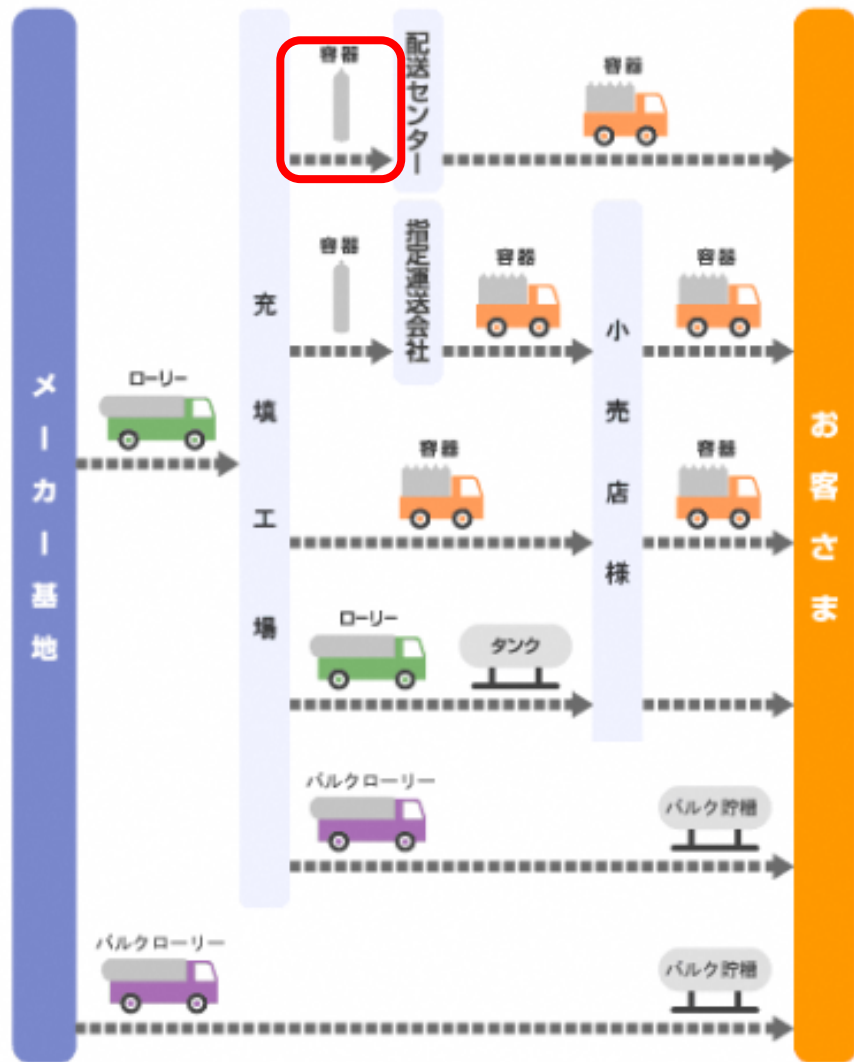 メーカー基地
ローリー
充填工場
容器
配送センター
容器
容器
指定運送会社
容器
小売店様
容器
容器
容器
ローリー
タンク
バルクローリー
バルク貯槽
バルクローリー
バルク貯槽
お客さま